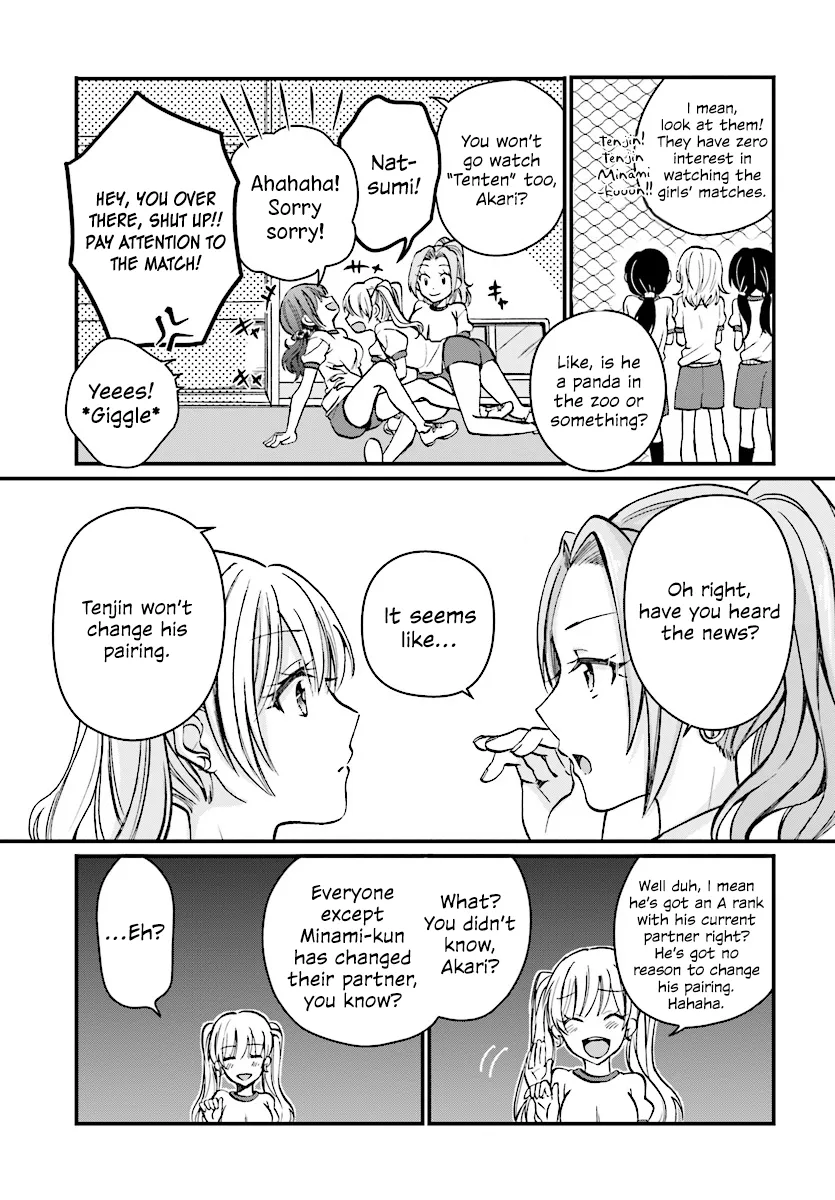 I mean,
look at them!
They have zero
interest in
watching the
girls' matches.
Tenjin!
Tenjin
Minami
-kuuun!!
Like, is he
a panda in
the zoo or
something?
You won't
go watch
"Tenten" too,
Akari?
Nat-
sumi!
Ahahaha!
Sorry
sorry!
HEY, YOU OVER
THERE, SHUT UP!!
PAY ATTENTION TO
THE MATCH!
Yeees!
*Giggle*
Oh right,
have you heard
the news?
It seems
like...
Tenjin won't
change his
pairing.
Well duh, I mean
he's got an A rank
with his current
partner right?
He's got no
reason to change
his pairing.
Hahaha.
What?
You didn't
know,
Akari?
Everyone
except
Minami-kun
has changed
their partner,
you know?
...Eh?